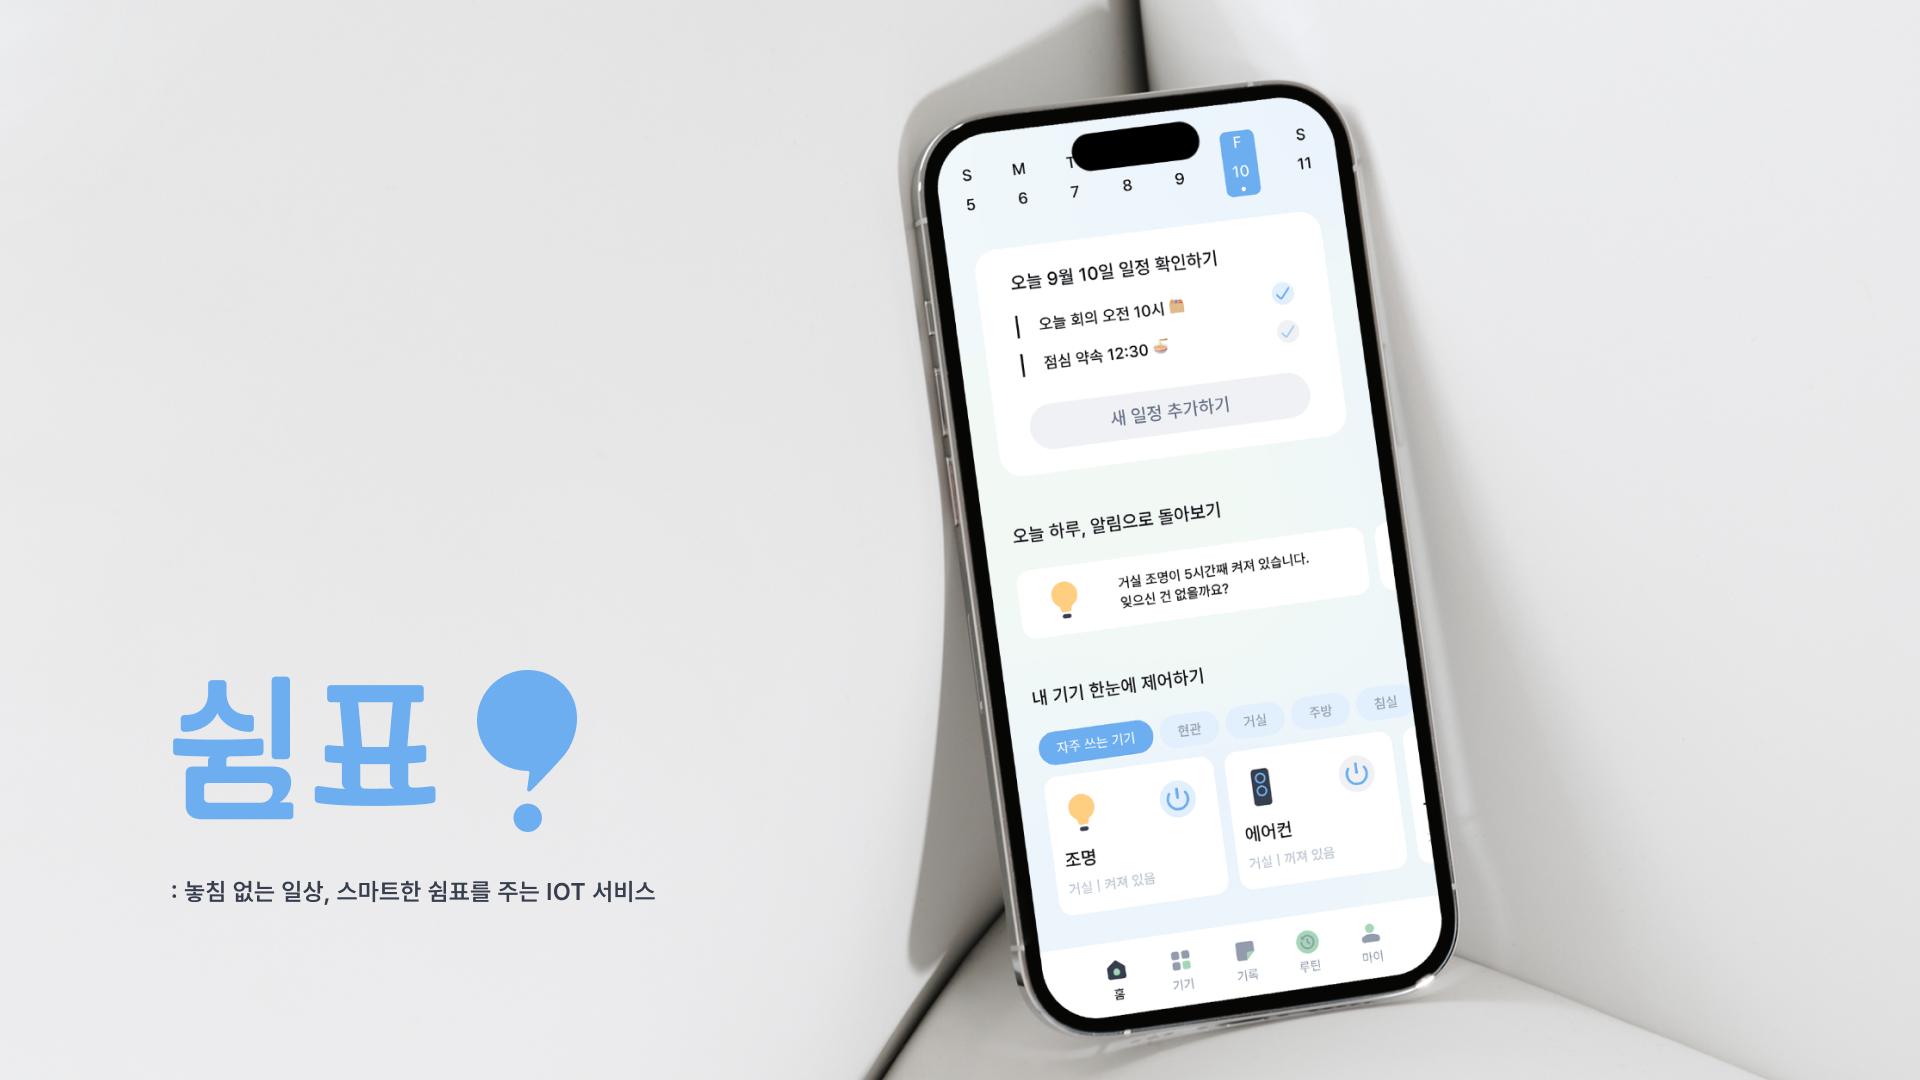 S M T F S
5 6 7 8 9 10 11
오늘 9월 10일 일정 확인하기
오늘 회의 오전 10시
점심 약속 12:30
새 일정 추가하기
오늘 하루, 알림으로 돌아보기
거실 조명이 5시간째 켜져 있습니다.
잊으신 건 없을까요?
내 기기 한눈에 제어하기
자주 쓰는 기기 현관 거실 주방 침실
조명
거실 | 켜져 있음
에어컨
거실 | 꺼져 있음
홈 기기 기록 루틴 마이
쉼표
: 놓침 없는 일상, 스마트한 쉼표를 주는 IOT 서비스